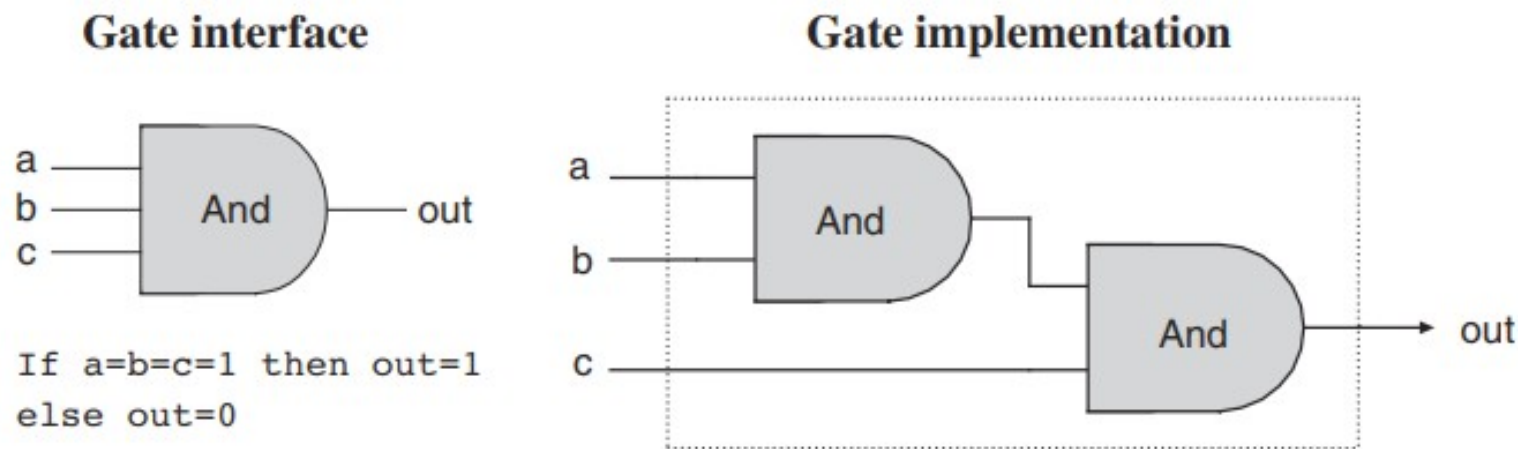 Gate interface
a
b
c
And
out
If a=b=c=1 then out=1
else out=0
Gate implementation
a
b
c
And
And
out